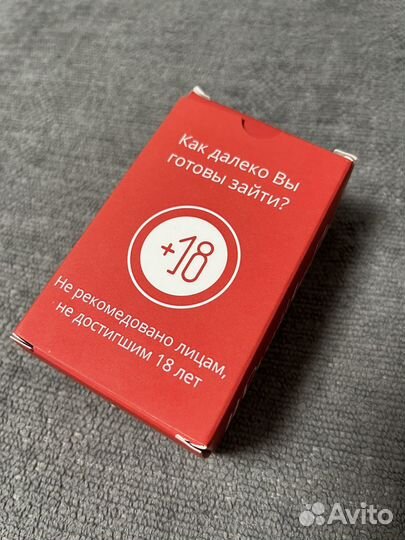 Как далеко Вы
готовы зайти?
+18
Не рекомедовано лицам,
не достигшим 18 лет
Avito